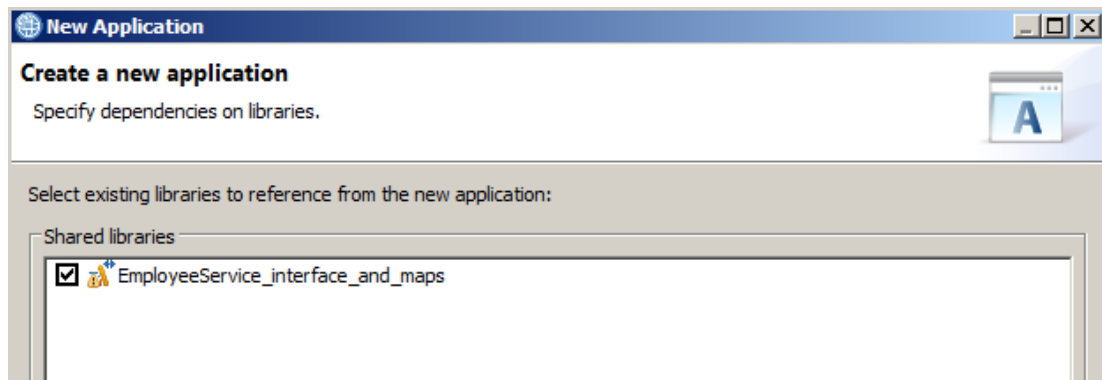 New Application
Create a new application
Specify dependencies on libraries.
A
Select existing libraries to reference from the new application:
Shared libraries
EmployeeService_interface_and_maps